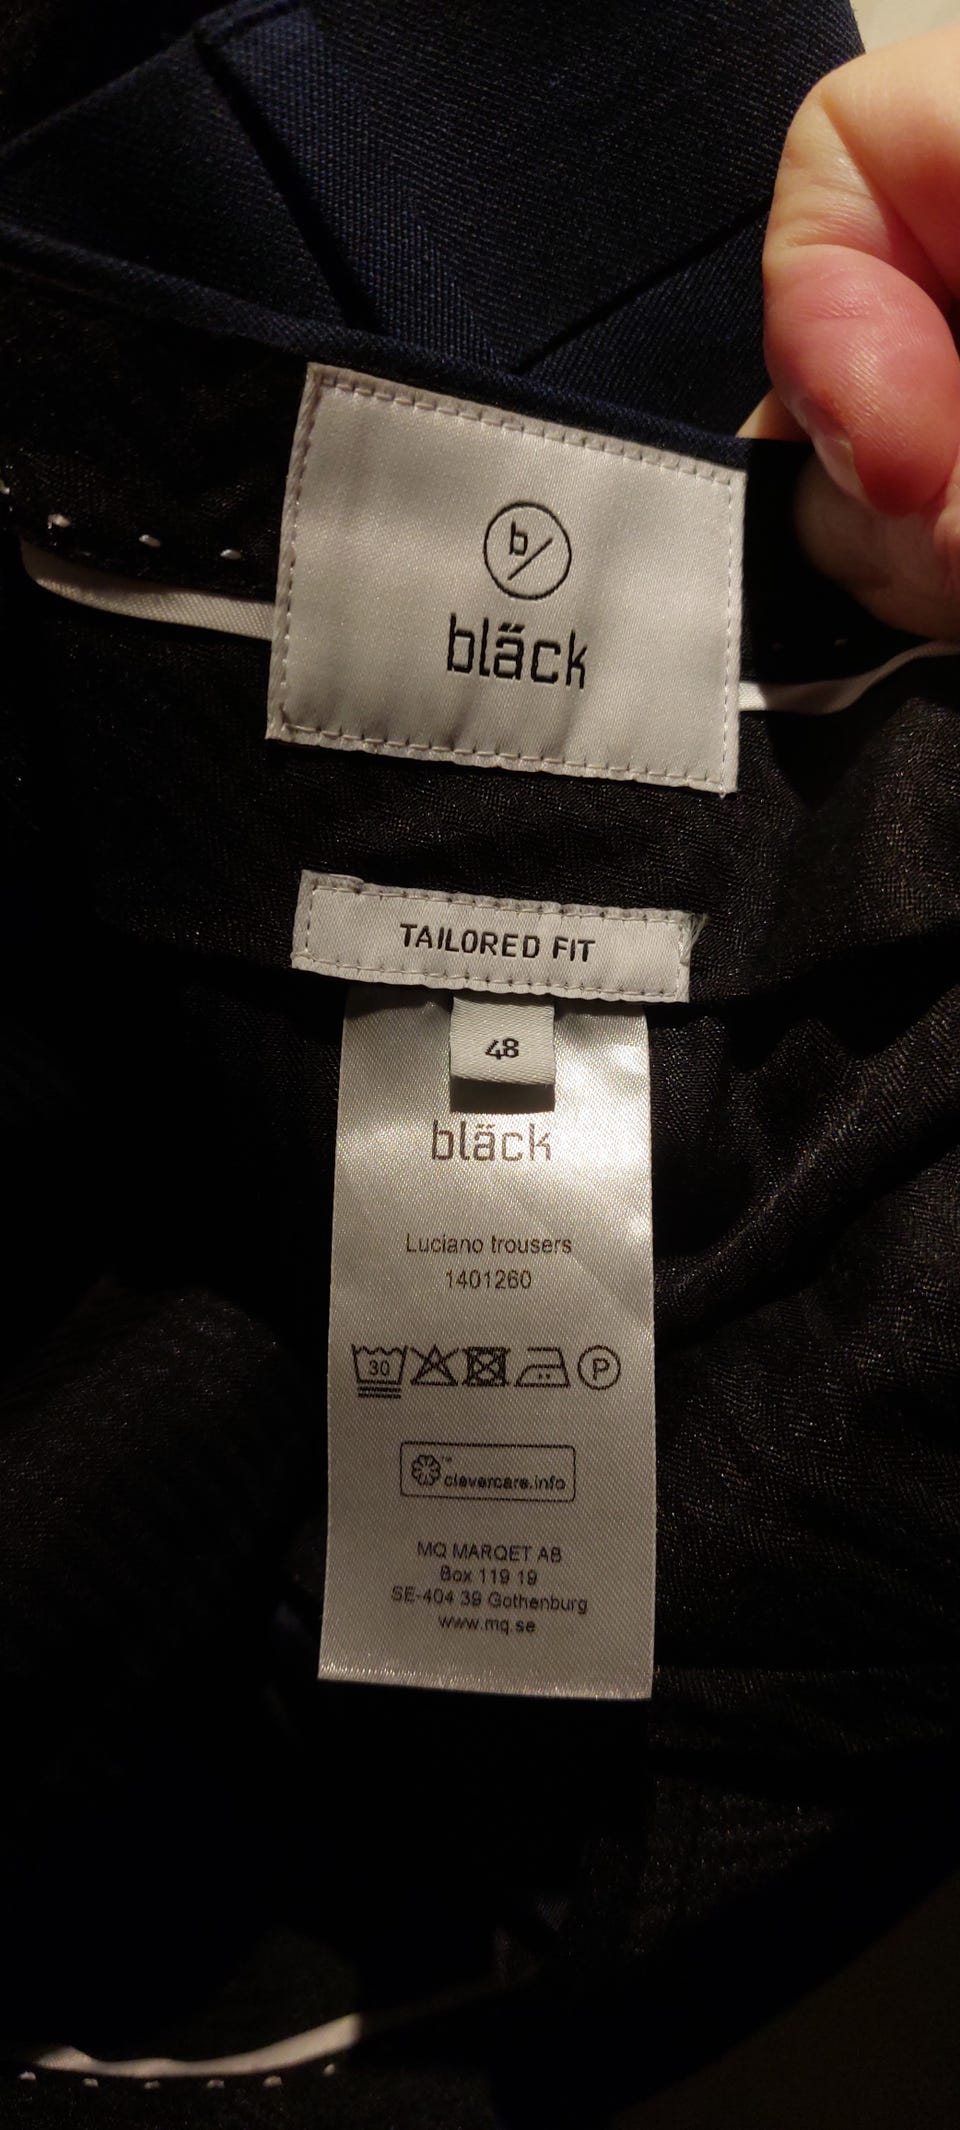 b/
bläck
TAILORED FIT
48
bläck
Luciano trousers
1401260
30 P
™
clevercare.info
MQ MARQET AB
Box 119 19
SE-404 39 Gothenburg
www.mq.se